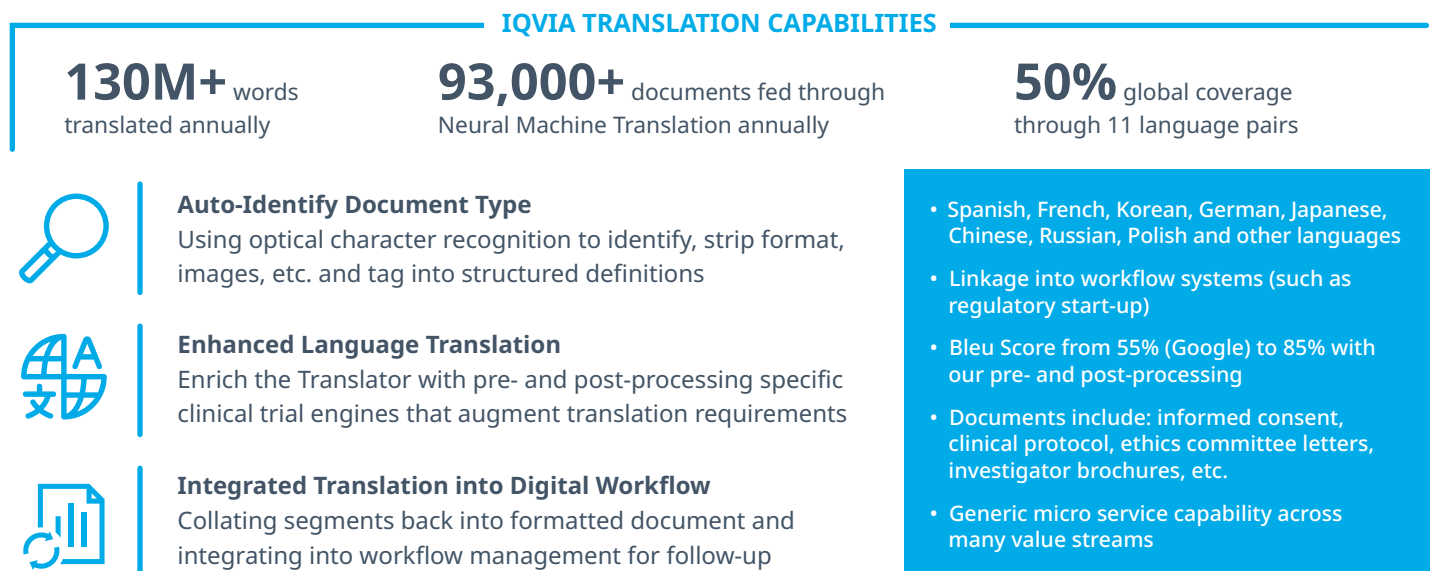 IQVIA TRANSLATION CAPABILITIES
130M+ words
translated annually
93,000+ documents fed through
Neural Machine Translation annually
50% global coverage
through 11 language pairs
Auto-Identify Document Type
Using optical character recognition to identify, strip format,
images, etc. and tag into structured definitions
A
文
Enhanced Language Translation
Enrich the Translator with pre- and post-processing specific
clinical trial engines that augment translation requirements
Integrated Translation into Digital Workflow
Collating segments back into formatted document and
integrating into workflow management for follow-up
• Spanish, French, Korean, German, Japanese,
Chinese, Russian, Polish and other languages
• Linkage into workflow systems (such as
regulatory start-up)
• Bleu Score from 55% (Google) to 85% with
our pre- and post-processing
• Documents include: informed consent,
clinical protocol, ethics committee letters,
investigator brochures, etc.
• Generic micro service capability across
many value streams